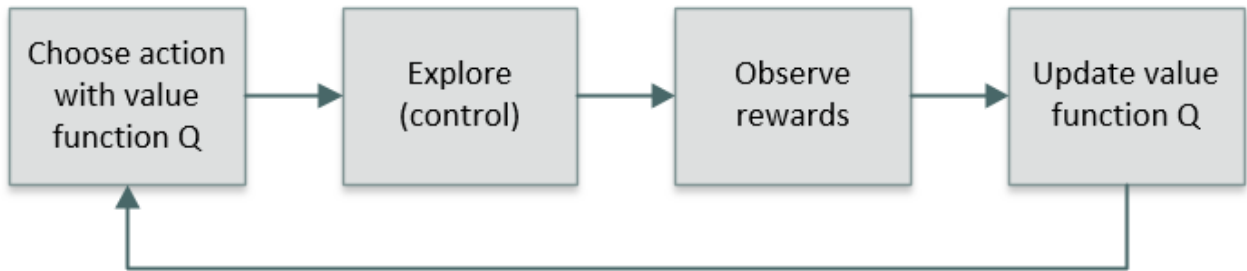 Choose action
with value
function Q
Explore
(control)
Observe
rewards
Update value
function Q